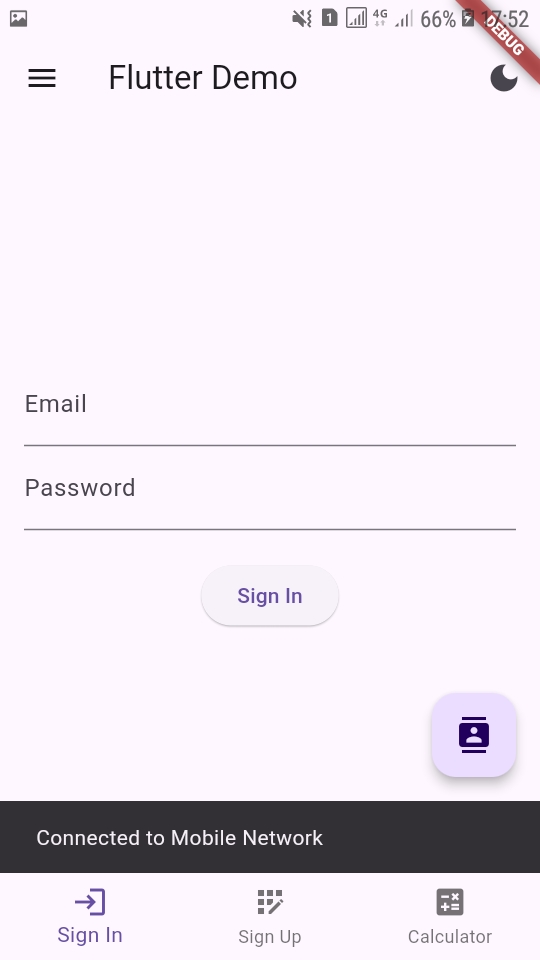 1 4G 66% 17:52
DEBUG
Flutter Demo
Email
Password
Sign In
Connected to Mobile Network
Sign In Sign Up Calculator